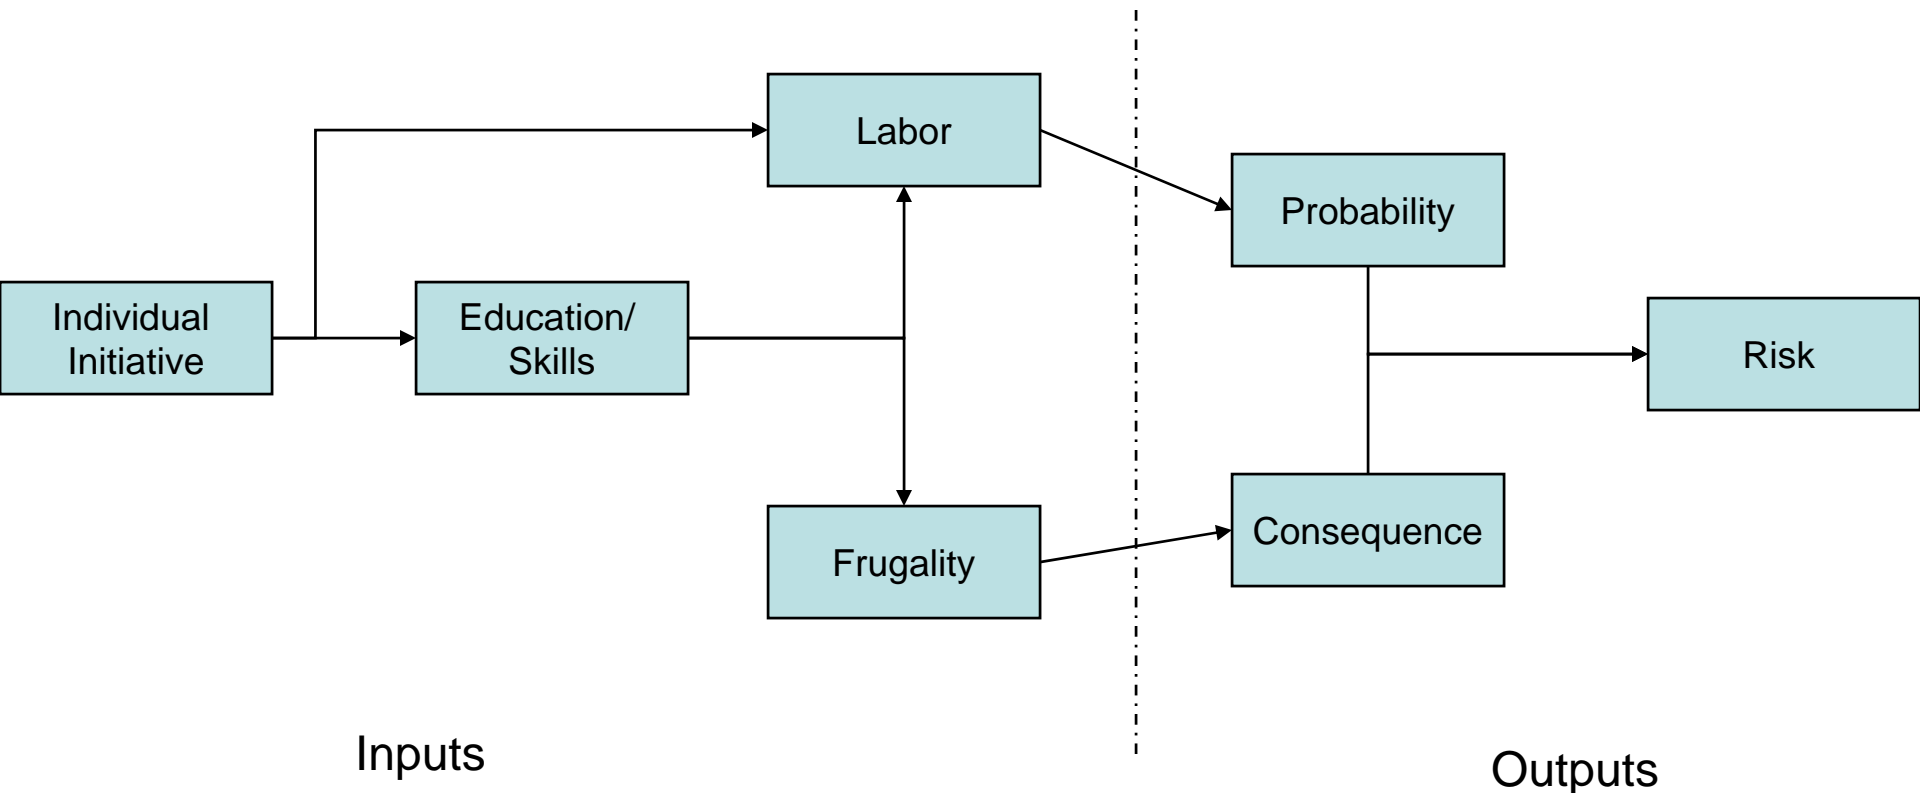 Labor
Probability
Individual
Initiative
Education/
Skills
Risk
Consequence
Frugality
Inputs
Outputs